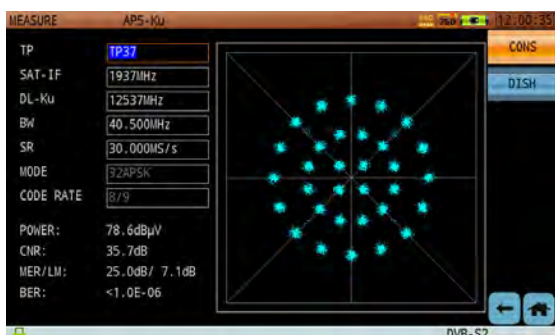 MEASURE AP5-Ku 75Ω 12:00:35
TP TP37
SAT-IF 1937MHz
DL-Ku 12537MHz
BW 40.500MHz
SR 30.000MS/s
MODE 32APSK
CODE RATE 8/9
POWER: 78.6dBµV
CNR: 35.7dB
MER/LM: 25.0dB/ 7.1dB
BER: <1.0E-06
CONS
DISH
DVB-S2